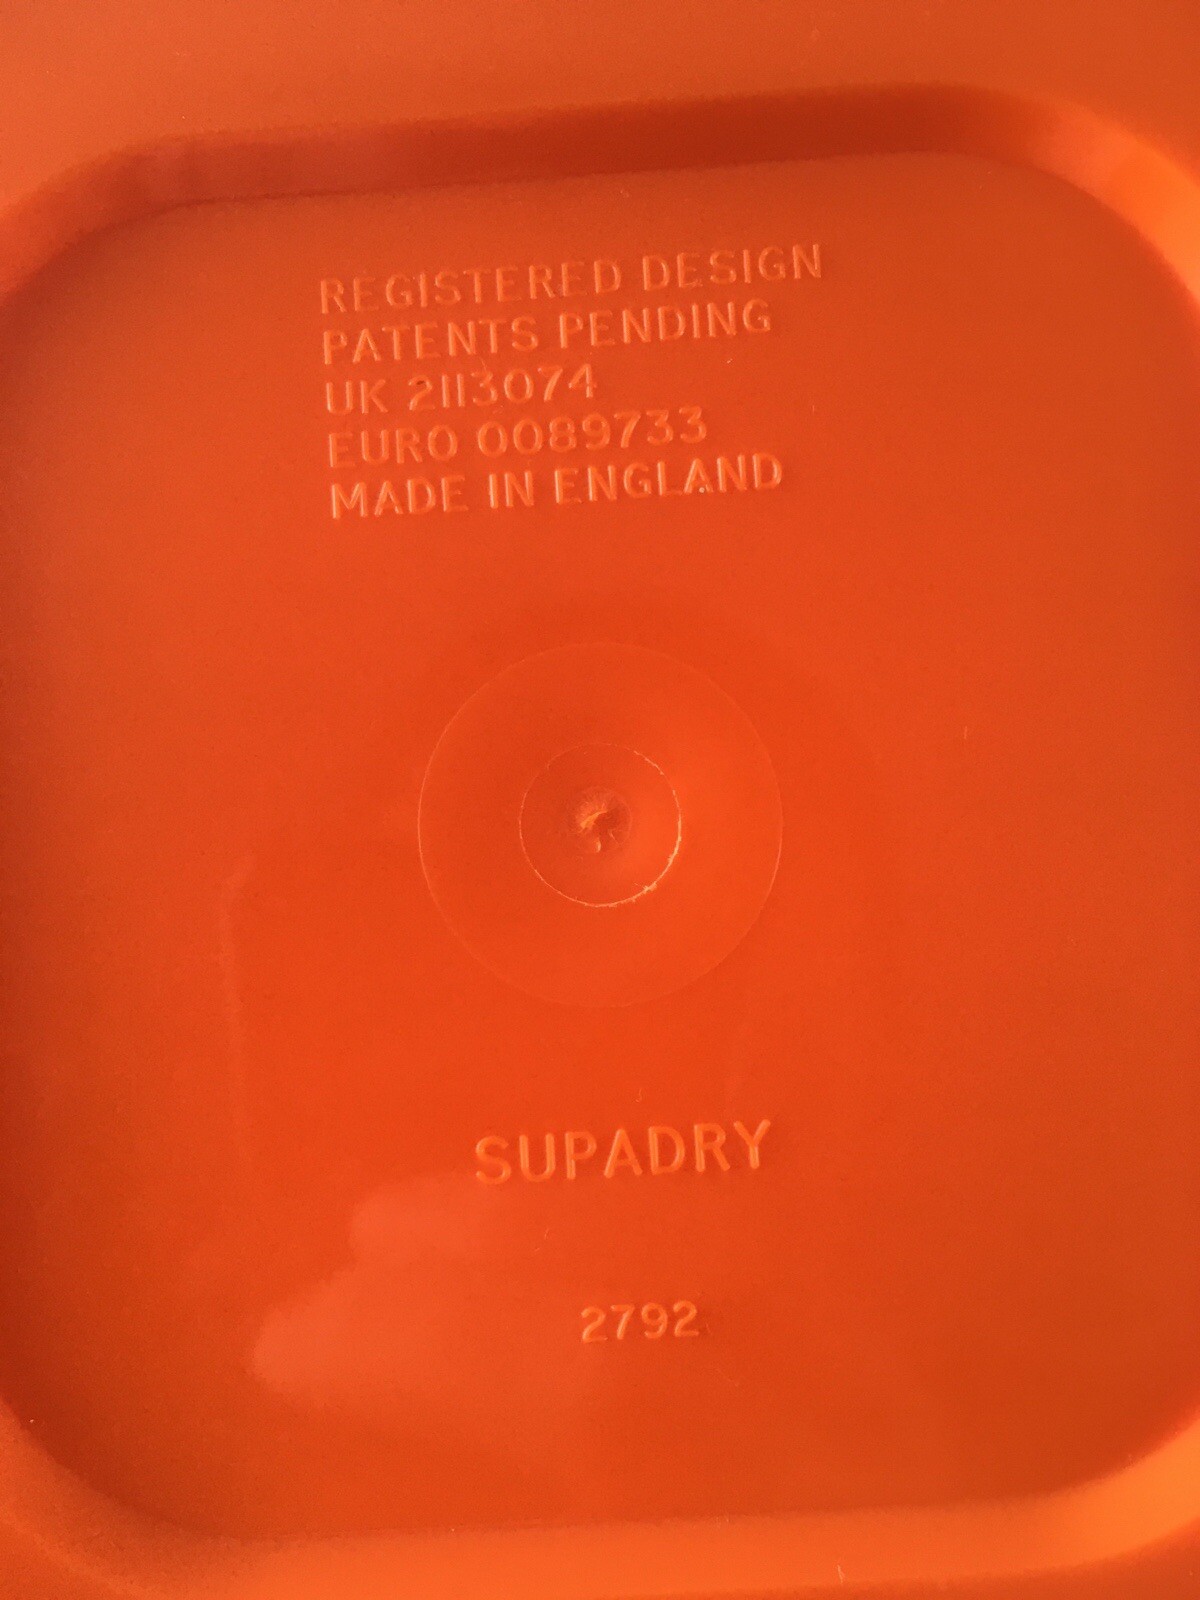 REGISTERED DESIGN
PATENTS PENDING
UK 2113074
EURO 0089733
MADE IN ENGLAND
SUPADRY
2792